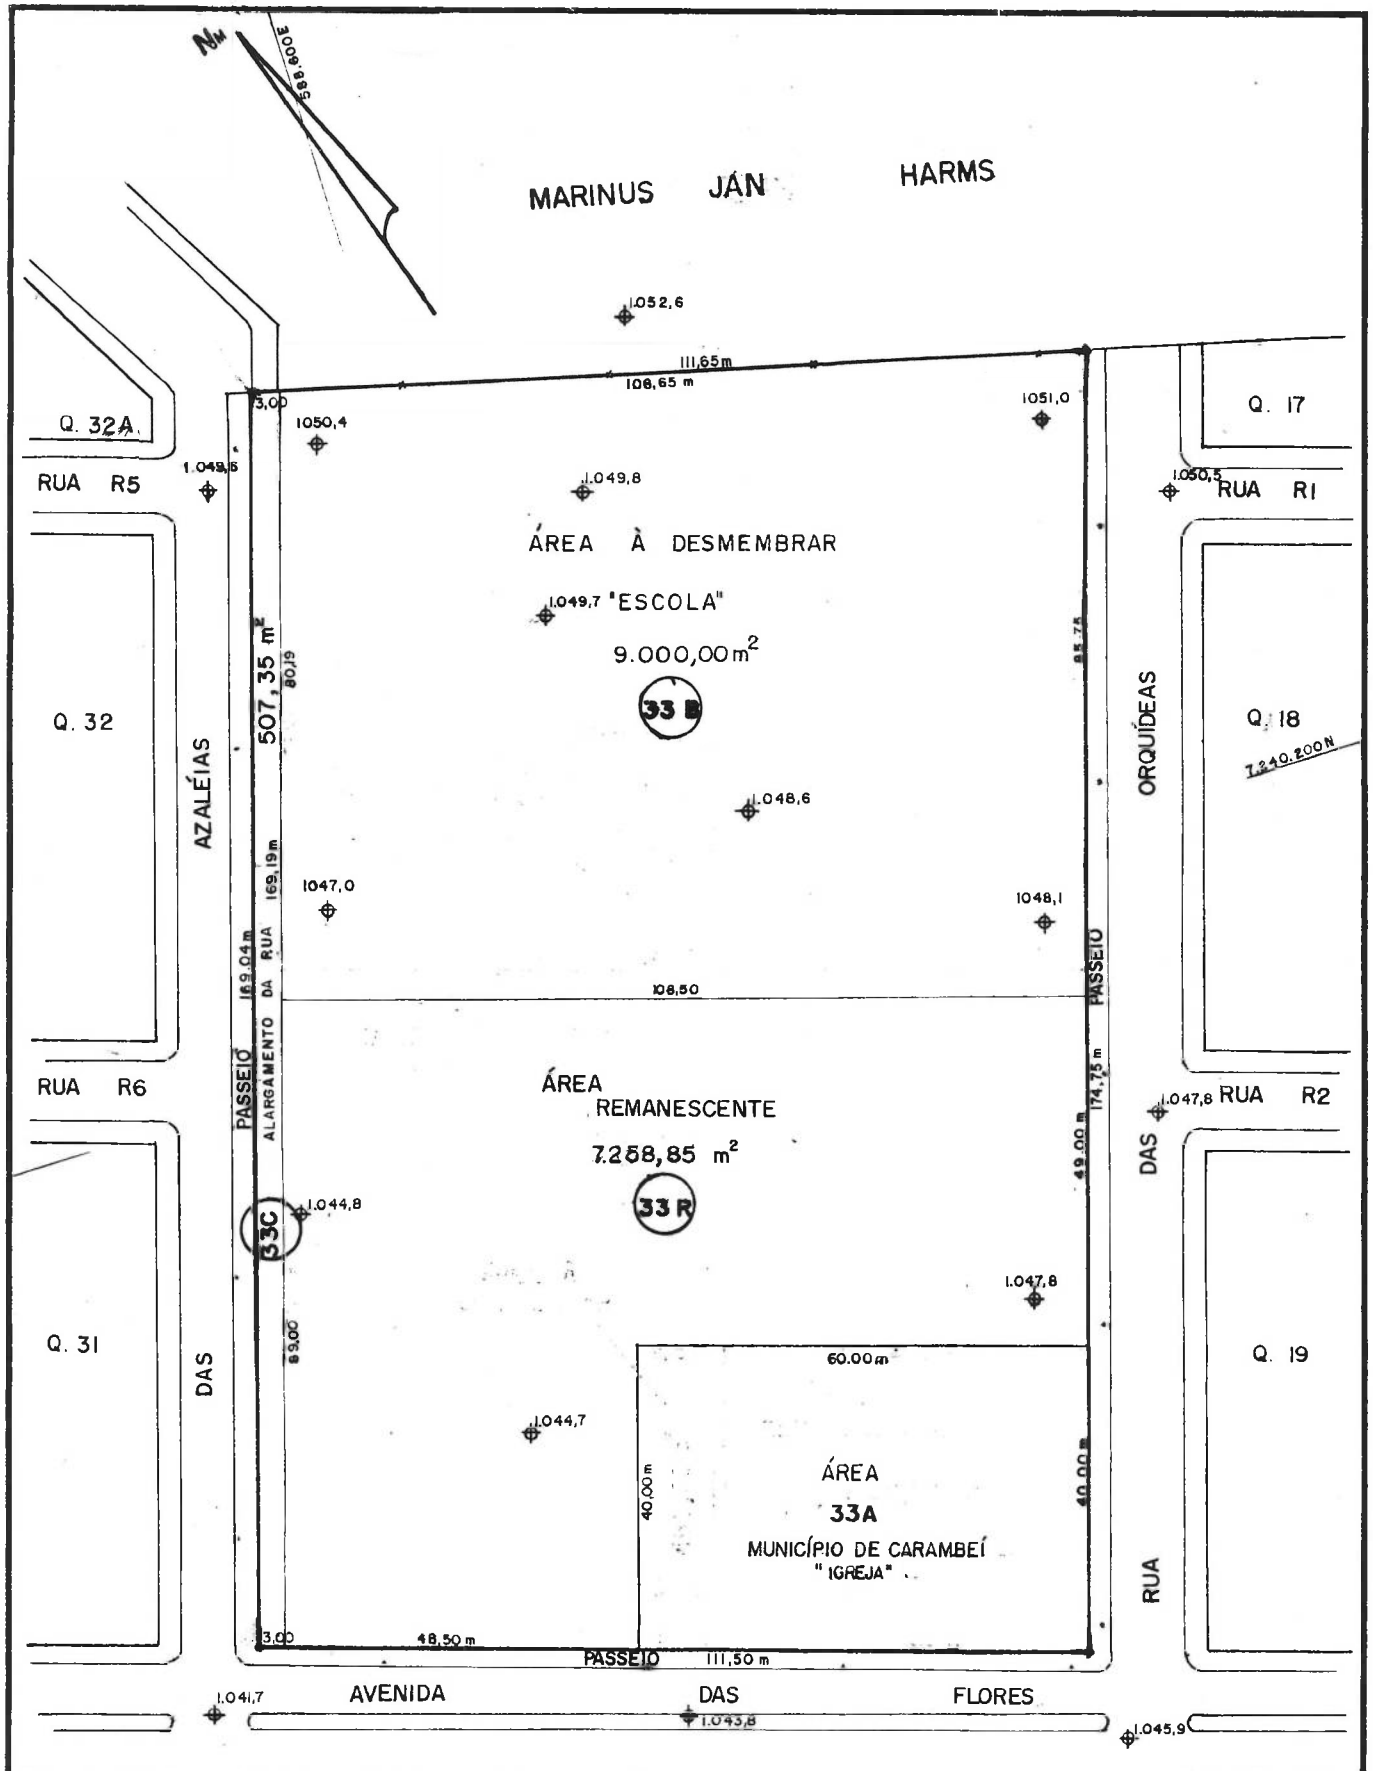 NM
588.600E
MARINUS JAN HARMS
1.052,6
111,65m
108,65 m
3,00
1050,4
1051,0
Q. 32A
Q. 17
1.049,8
1.050,5
RUA R5
RUA R1
ÁREA À DESMEMBRAR
1.049,7
"ESCOLA"
9.000,00m²
33 B
507,35 m²
80,19
85.75
Q. 32
Q. 18
7.240.200N
AZALÉIAS
ORQUÍDEAS
1.048,6
1047,0
1048,1
169,19m
ALARGAMENTO DA RUA
169.04m
PASSEIO
PASSEIO
108,50
174,75 m
ÁREA
REMANESCENTE
7.258,85 m²
33 R
RUA R6
1.047,8
RUA R2
49.00 m
DAS
33C
1.044,8
1.047,8
Q. 31
89,00
60.00m
Q. 19
DAS
1.044,7
40,00 m
40.00 m
ÁREA
33A
MUNICÍPIO DE CARAMBEÍ
"IGREJA"
RUA
3,00
48,50 m
PASSEIO
111,50 m
1.041,7
AVENIDA DAS FLORES
1.043,8
1.045,9